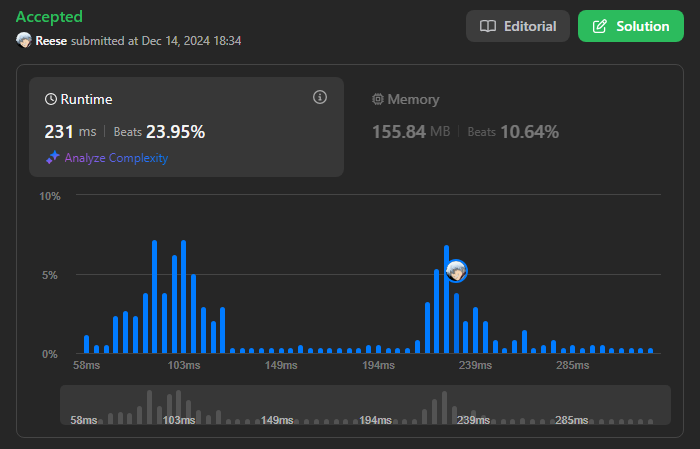 Accepted
Editorial
Solution
Reese submitted at Dec 14, 2024 18:34
Runtime
Memory
231 ms | Beats 23.95%
155.84 MB | Beats 10.64%
Analyze Complexity
10%
5%
0%
58ms 103ms 149ms 194ms 239ms 285ms
58ms 103ms 149ms 194ms 239ms 285ms